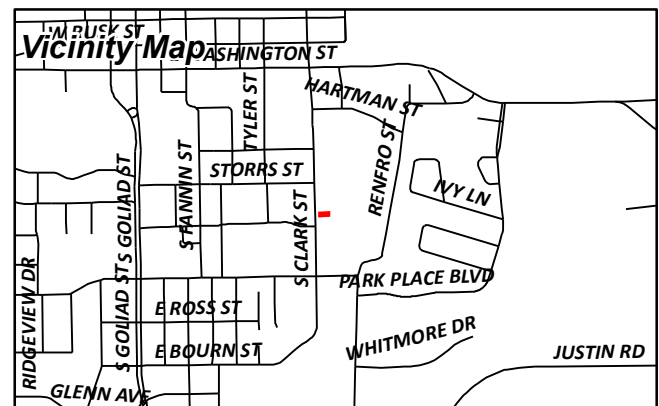 W RUSK ST
Vicinity Map
WASHINGTON ST
HARTMAN ST
TYLER ST
RENFRO ST
STORRS ST
IVY LN
S GOLIAD ST
S FANNIN ST
S CLARK ST
PARK PLACE BLVD
RIDGEVIEW DR
S GOLIAD ST
E ROSS ST
WHITMORE DR
E BOURN ST
JUSTIN RD
GLENN AVE